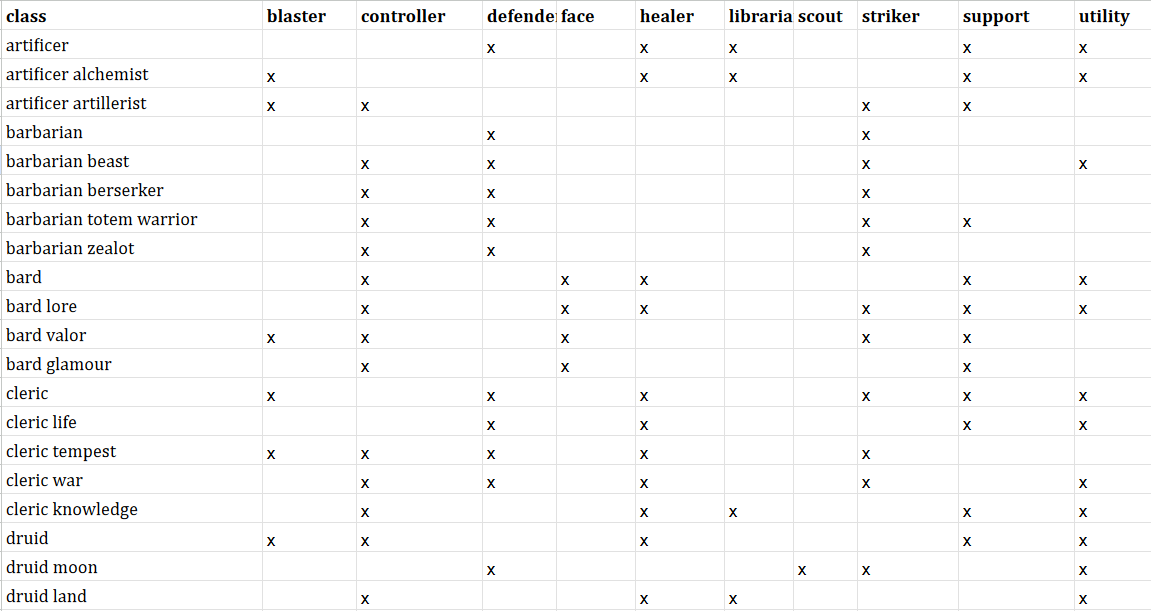 class blaster controller defende face healer libraria scout striker support utility
artificer x x x x x
artificer alchemist x x x x x
artificer artillerist x x x x
barbarian x x
barbarian beast x x x x
barbarian berserker x x x
barbarian totem warrior x x x x
barbarian zealot x x x
bard x x x x x
bard lore x x x x x x
bard valor x x x x x
bard glamour x x x
cleric x x x x x x
cleric life x x x x
cleric tempest x x x x x
cleric war x x x x x
cleric knowledge x x x x x
druid x x x x x
druid moon x x x x
druid land x x x x